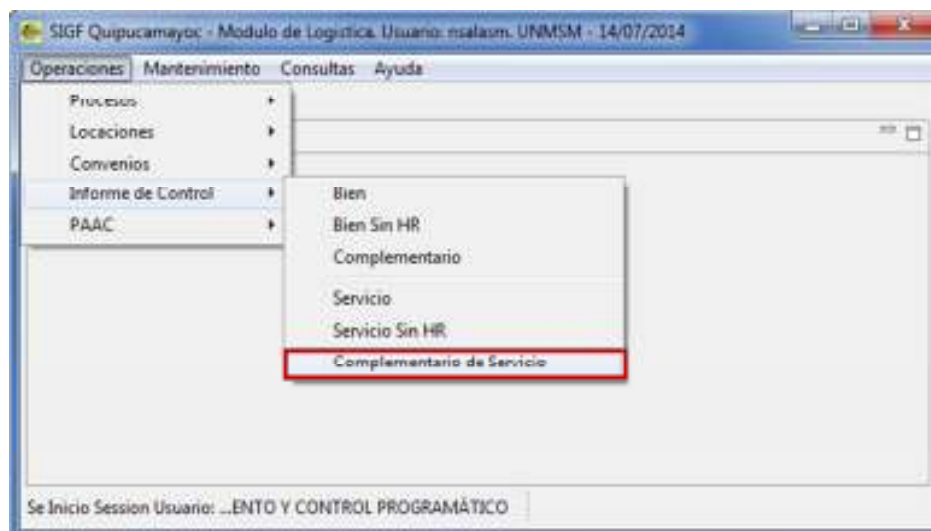 SIGF Quipucamayoc - Modulo de Logistica. Usuario: nsalasm. UNMSM - 14/07/2014
Operaciones Mantenimiento Consultas Ayuda
Procesos
Locaciones
Convenios
Informe de Control
PAAC
Bien
Bien Sin HR
Complementario
Servicio
Servicio Sin HR
Complementario de Servicio
Se Inicio Session Usuario: ...ENTO Y CONTROL PROGRAMÁTICO